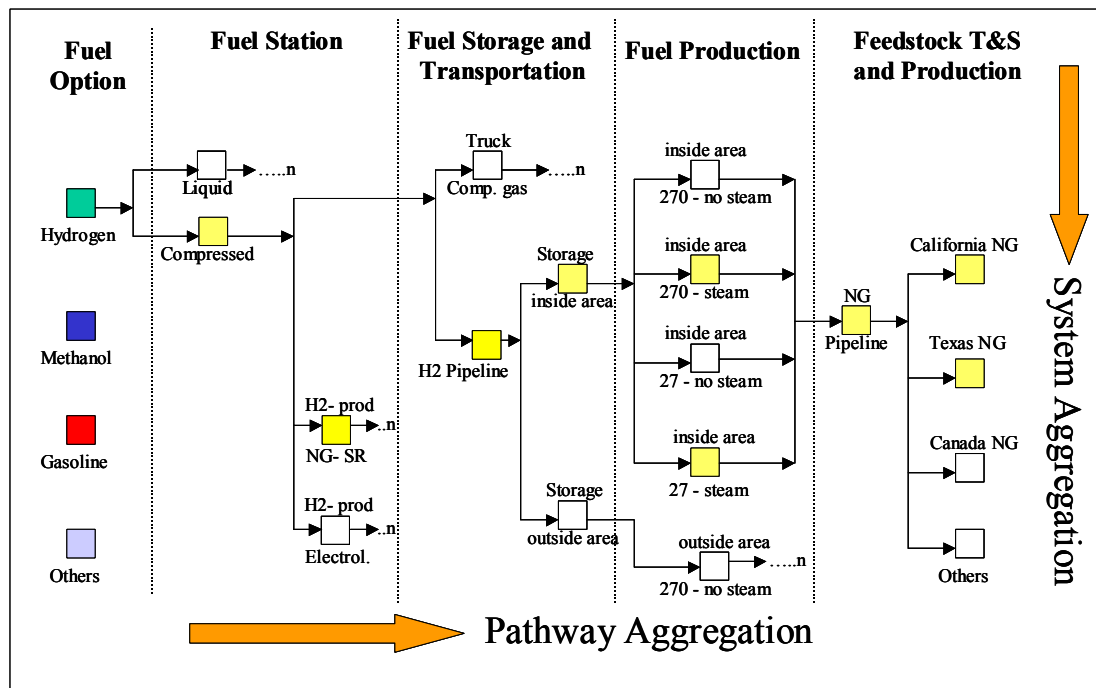 Fuel
Option
Fuel Station
Fuel Storage and
Transportation
Fuel Production
Feedstock T&S
and Production
Hydrogen
Methanol
Gasoline
Others
Liquid
.....n
Compressed
H2- prod
..n
NG- SR
H2- prod
..n
Electrol.
Truck
.....n
Comp. gas
H2 Pipeline
Storage
inside area
Storage
outside area
inside area
270 - no steam
inside area
270 - steam
inside area
27 - no steam
inside area
27 - steam
outside area
.....n
270 - no steam
NG
Pipeline
California NG
Texas NG
Canada NG
Others
System Aggregation
Pathway Aggregation